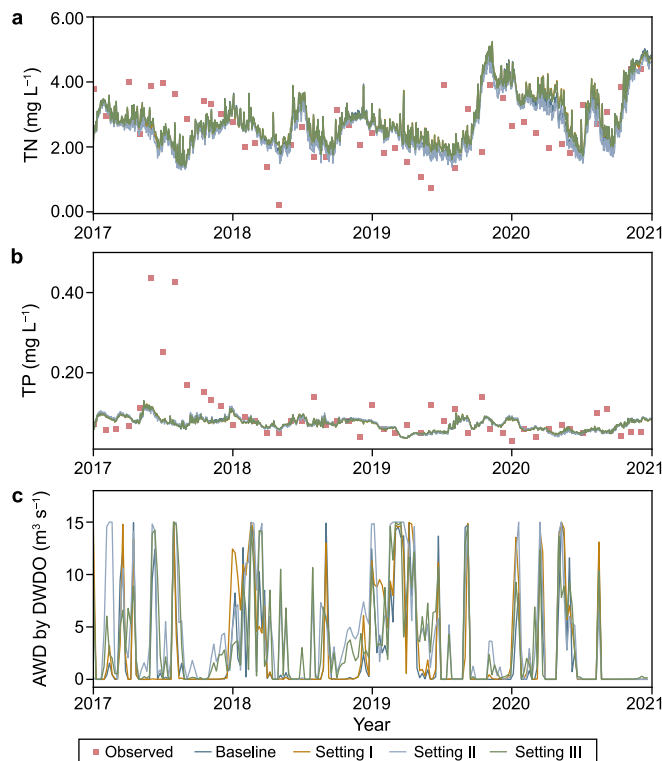 a
6.00
4.00
2.00
0.00
TN (mg L⁻¹)
2017 2018 2019 2020 2021
b
0.40
0.20
TP (mg L⁻¹)
2017 2018 2019 2020 2021
c
15
10
5
0
AWD by DWDO (m³ s⁻¹)
2017 2018 2019 2020 2021
Year
Observed Baseline Setting I Setting II Setting III